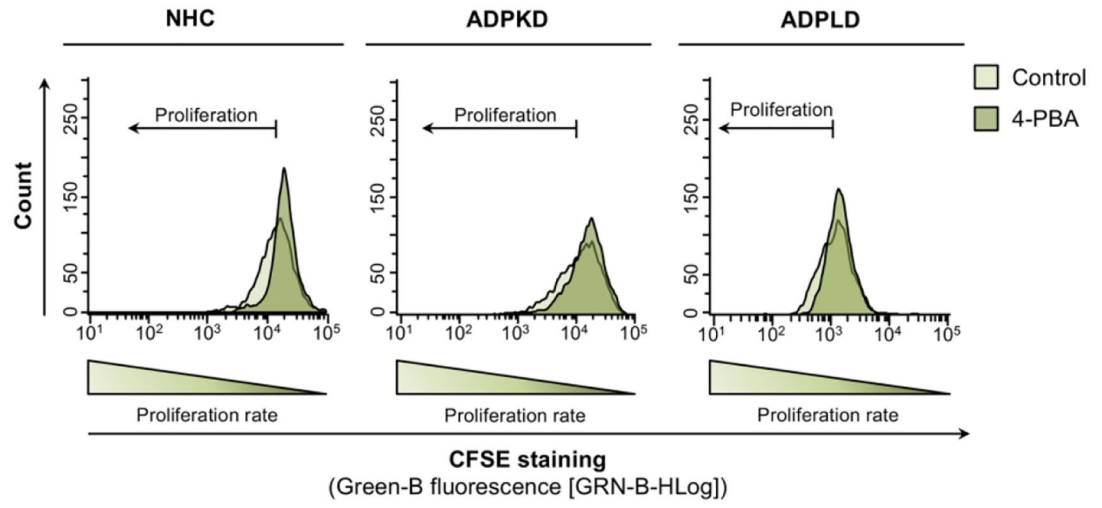 NHC ADPKD ADPLD
Control
4-PBA
Count
250
150
50
0
Proliferation
10¹ 10² 10³ 10⁴ 10⁵
Proliferation rate
250
150
50
0
Proliferation
10¹ 10² 10³ 10⁴ 10⁵
Proliferation rate
250
150
50
0
Proliferation
10¹ 10² 10³ 10⁴ 10⁵
Proliferation rate
CFSE staining
(Green-B fluorescence [GRN-B-HLog])